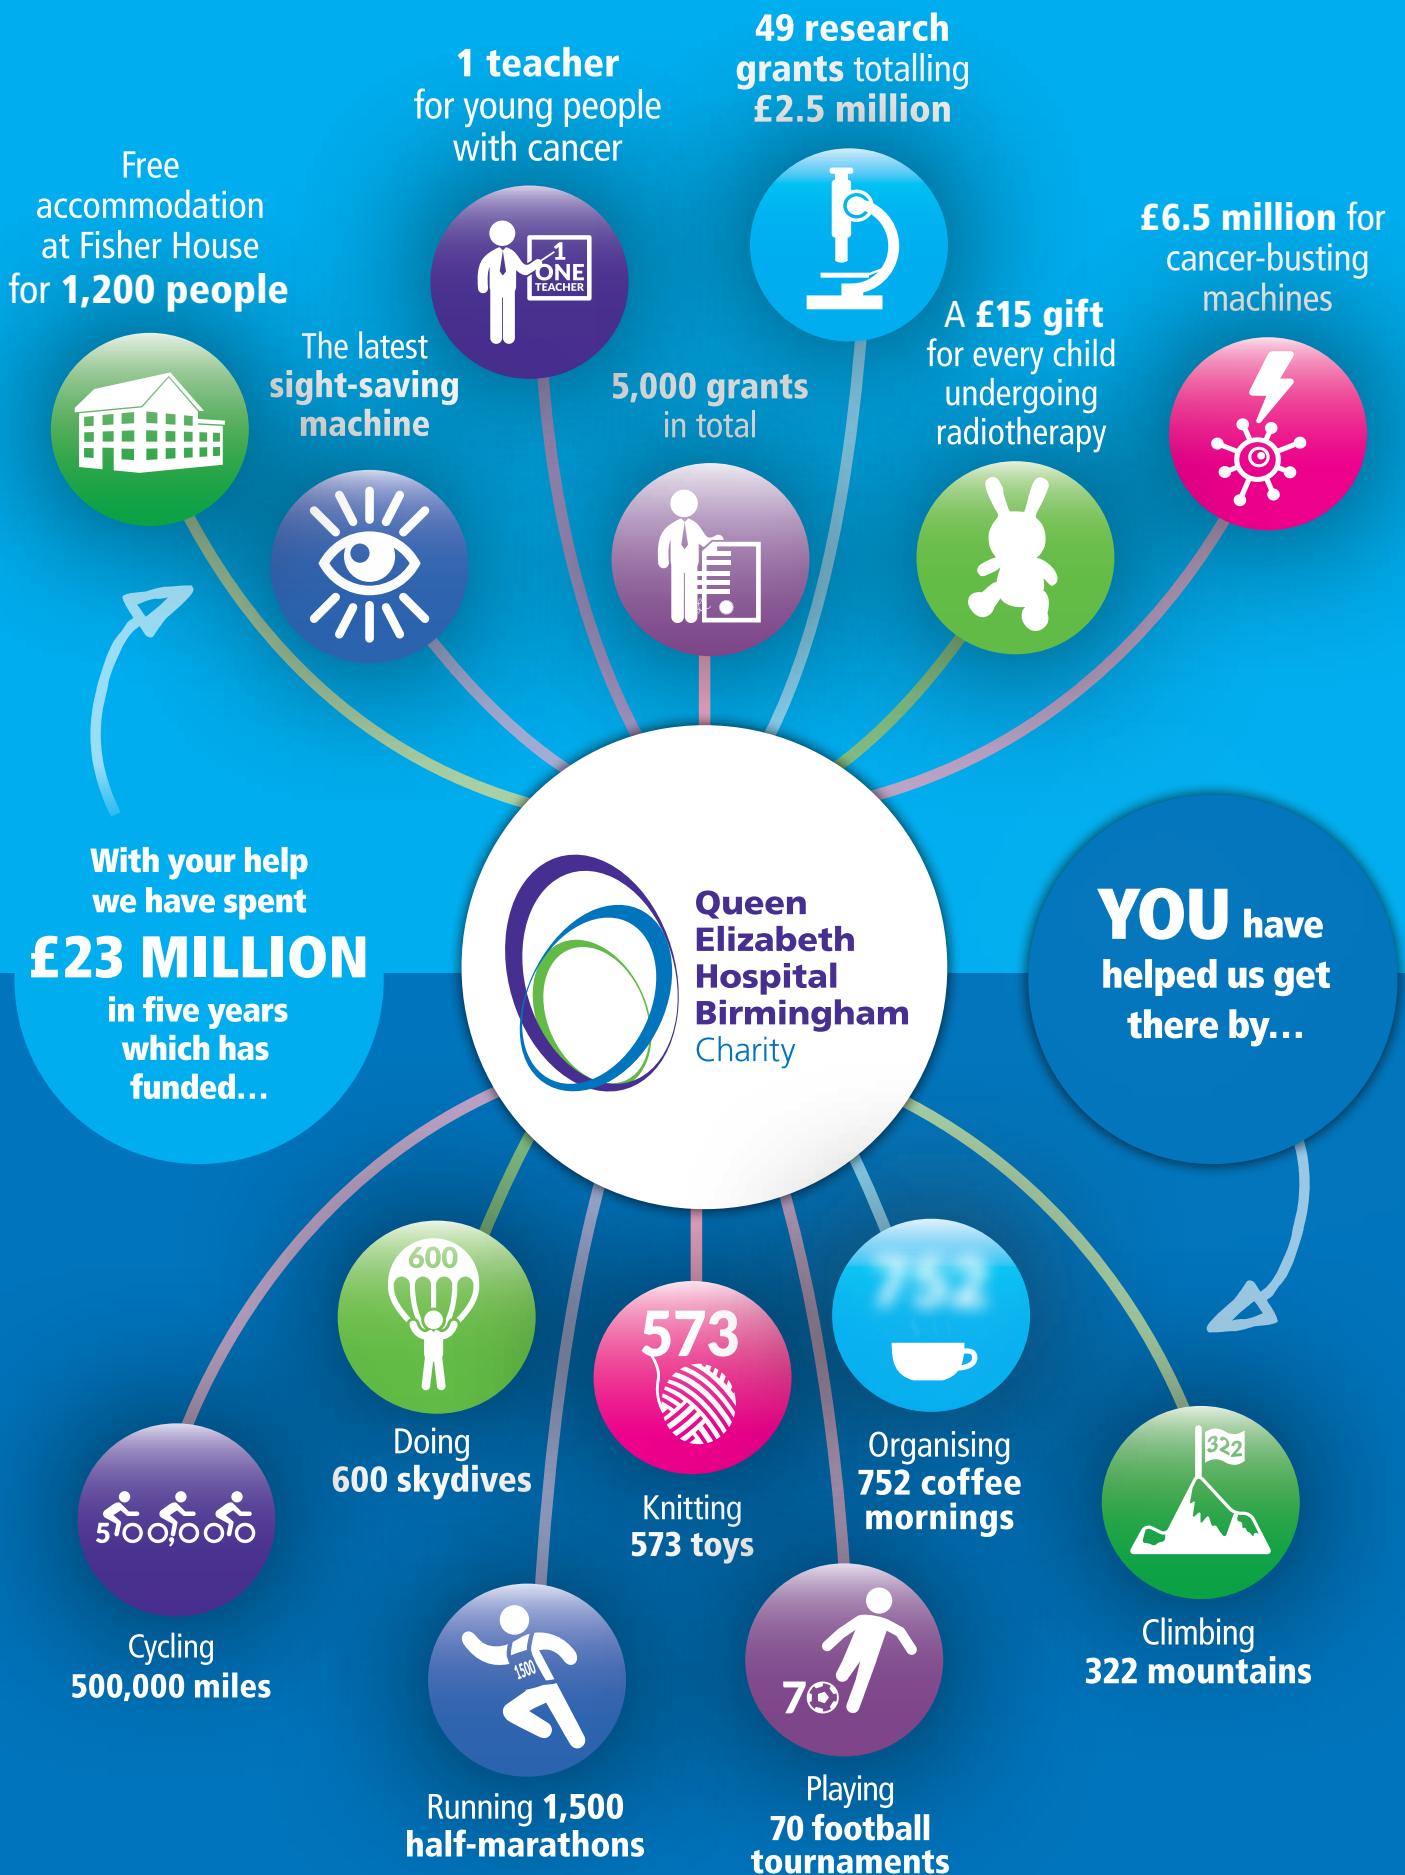 49 research
grants totalling
£2.5 million
1 teacher
for young people
with cancer
Free
accommodation
at Fisher House
for 1,200 people
£6.5 million for
cancer-busting
machines
1
ONE
TEACHER
A £15 gift
for every child
undergoing
radiotherapy
The latest
sight-saving
machine
5,000 grants
in total
With your help
we have spent
£23 MILLION
in five years
which has
funded...
Queen
Elizabeth
Hospital
Birmingham
Charity
YOU have
helped us get
there by...
600
Doing
600 skydives
573
Knitting
573 toys
752
Organising
752 coffee
mornings
322
Climbing
322 mountains
500,000
Cycling
500,000 miles
1500
Running 1,500
half-marathons
70
Playing
70 football
tournaments